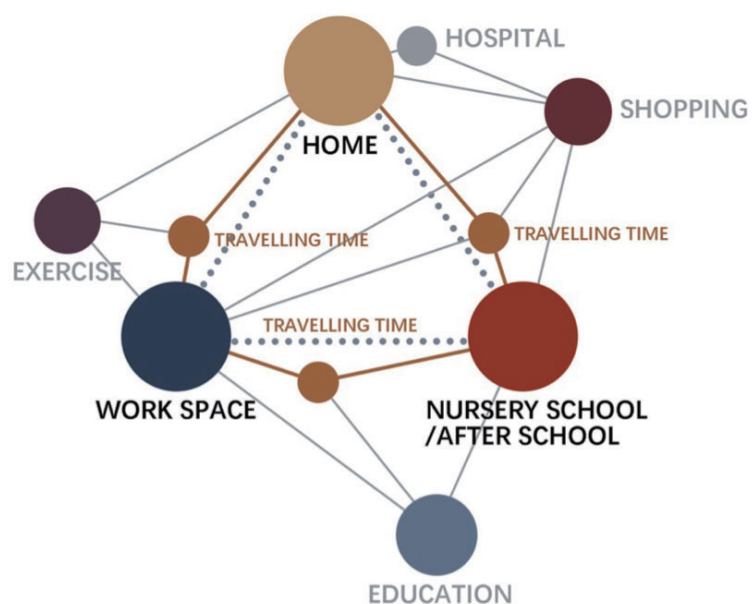 HOSPITAL
SHOPPING
HOME
TRAVELLING TIME
TRAVELLING TIME
EXERCISE
TRAVELLING TIME
WORK SPACE
NURSERY SCHOOL
/AFTER SCHOOL
EDUCATION